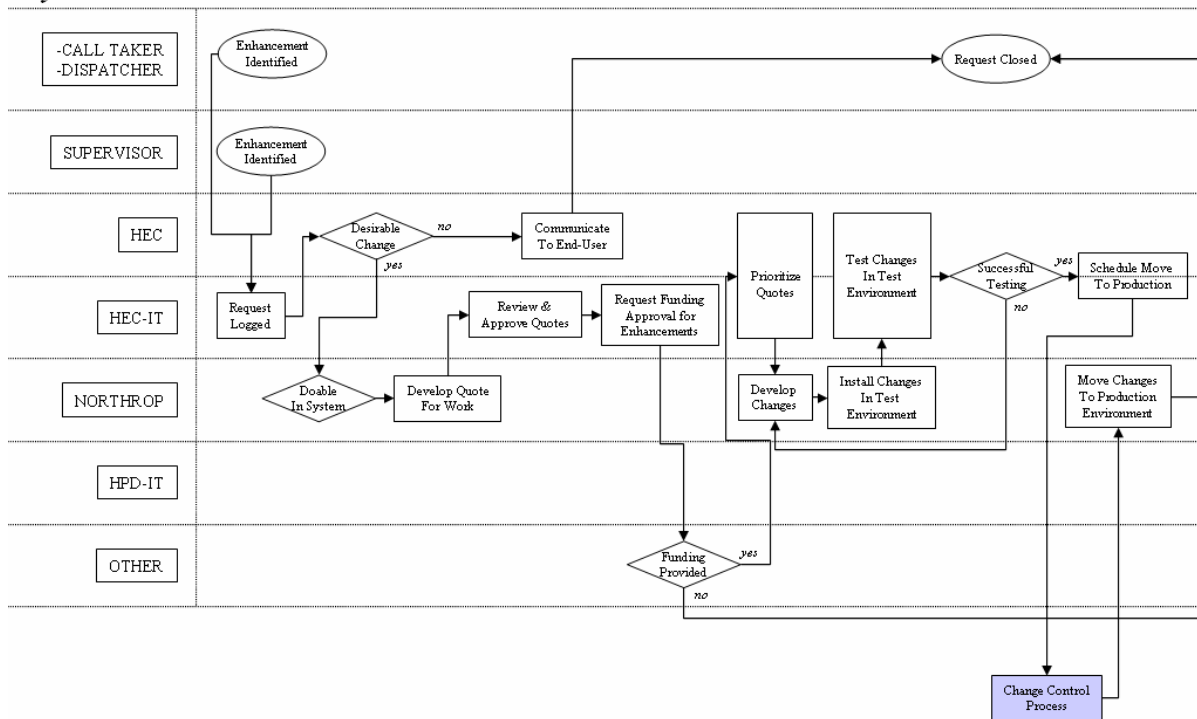 -CALL TAKER
-DISPATCHER
Enhancement
Identified
Request Closed
SUPERVISOR
Enhancement
Identified
HEC
Desirable
Change
no
yes
Communicate
To End-User
Prioritize
Quotes
Test Changes
In Test
Environment
Successful
Testing
yes
no
Schedule Move
To Production
HEC-IT
Request
Logged
Review &
Approve Quotes
Request Funding
Approval for
Enhancements
NORTHROP
Doable
In System
Develop Quote
For Work
Develop
Changes
Install Changes
In Test
Environment
Move Changes
To Production
Environment
HPD-IT
OTHER
Funding
Provided
yes
no
Change Control
Process